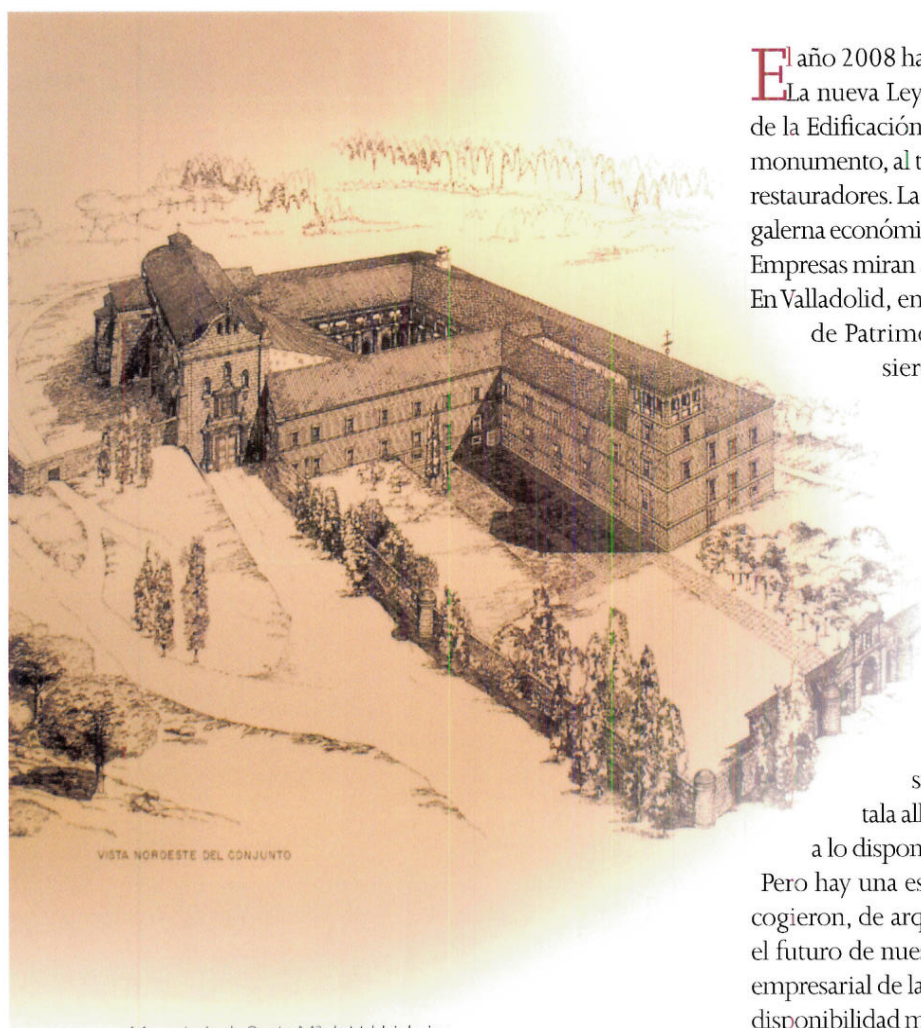 El año 2008 ha
La nueva Ley
de la Edificación
monumento, al t
restauradores. La
galerna económi
Empresas miran
En Valladolid, en
de Patrimo
sier
s
tala all
a lo dispon
Pero hay una es
cogieron, de arq
el futuro de nues
empresarial de la
disponibilidad m
VISTA NOROESTE DEL CONJUNTO